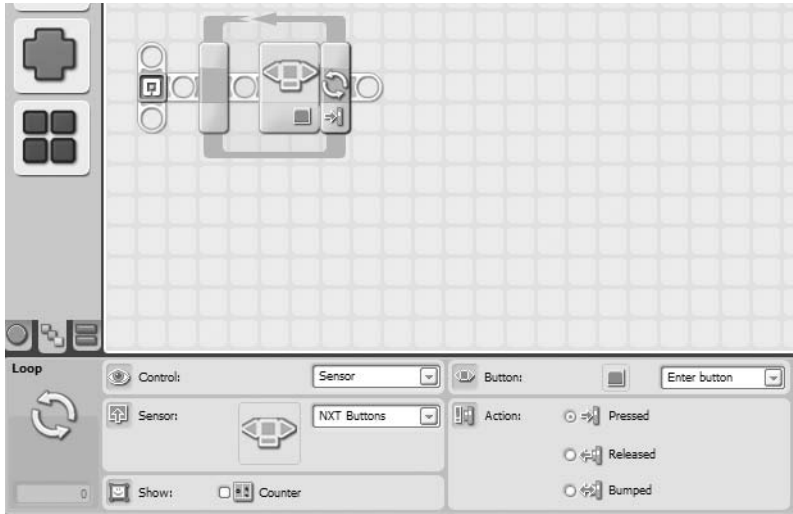 Loop
0
Control:
Sensor
Sensor:
NXT Buttons
Show:
Counter
Button:
Enter button
Action:
Pressed
Released
Bumped